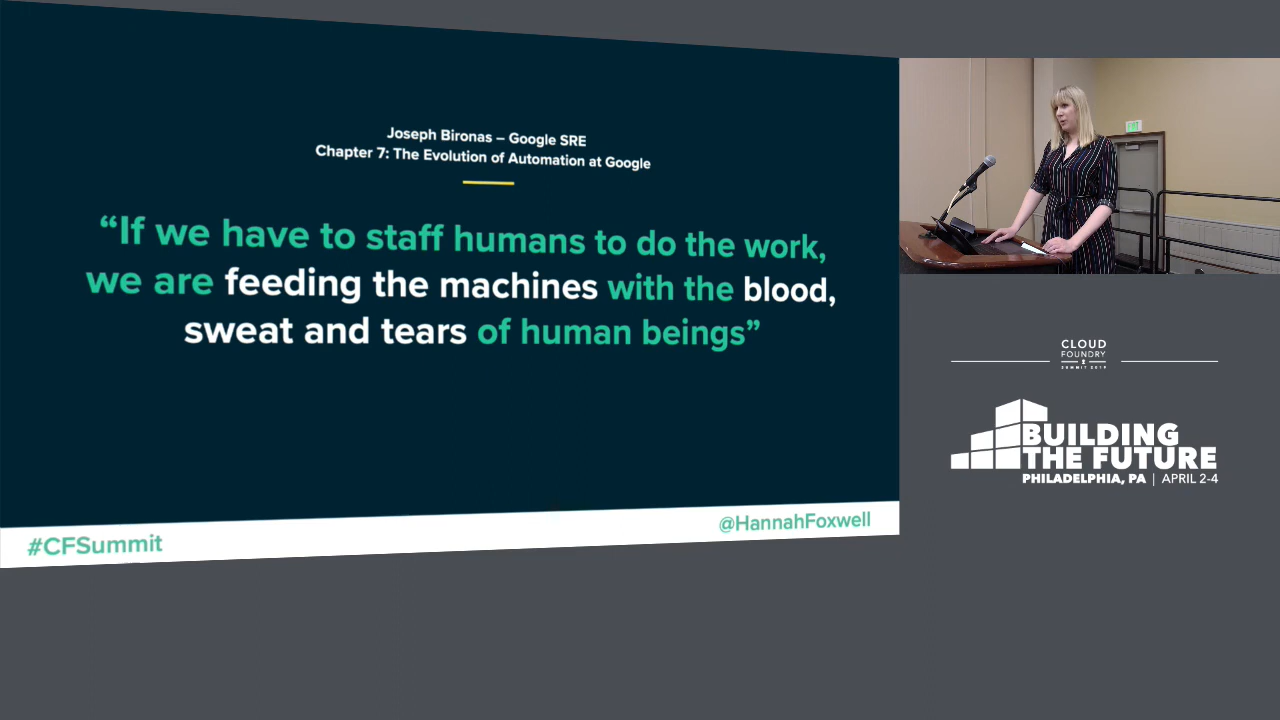 Joseph Bironas – Google SRE
Chapter 7: The Evolution of Automation at Google
“If we have to staff humans to do the work,
we are feeding the machines with the blood,
sweat and tears of human beings”
#CFSummit
@HannahFoxwell
CLOUD
FOUNDRY
SUMMIT 2019
BUILDING
THE FUTURE
PHILADELPHIA, PA | APRIL 2-4